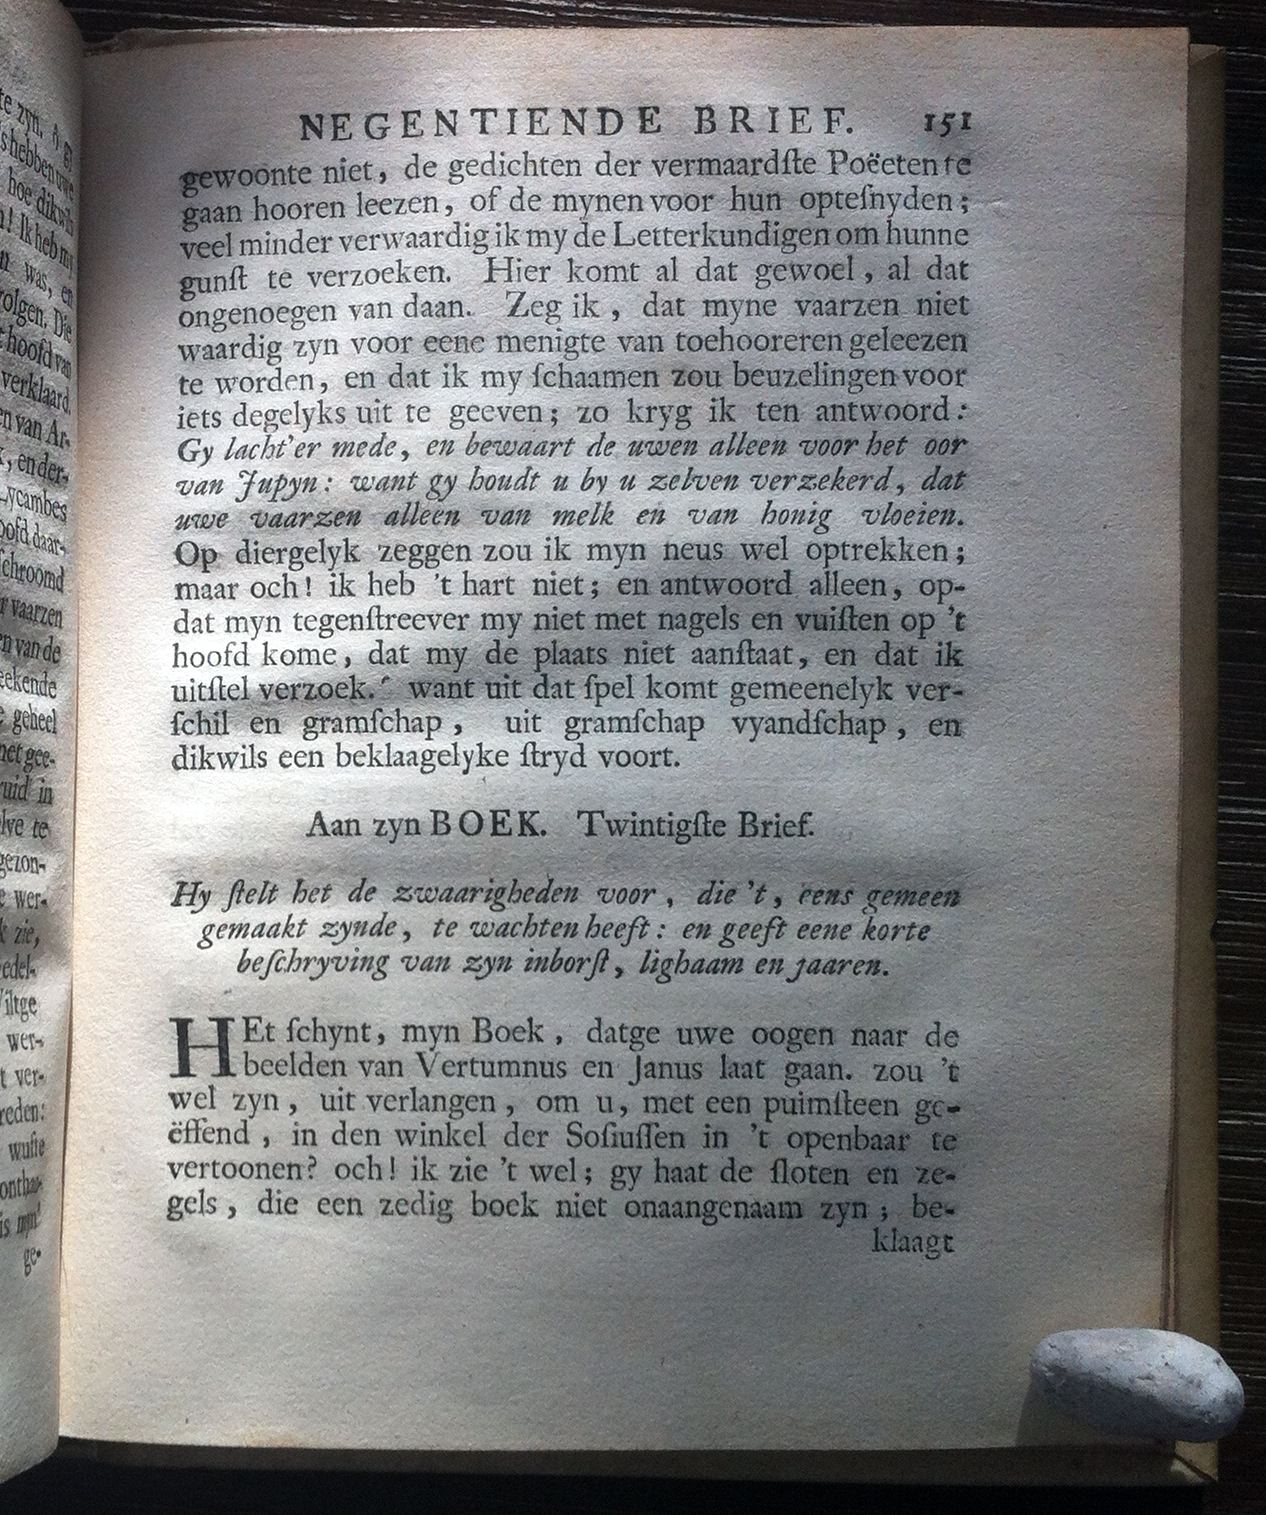 NEGENTIENDE BRIEF. 151
gewoonte niet, de gedichten der vermaardſte Poëeten te
gaan hooren leezen, of de mynen voor hun opteſnyden;
veel minder verwaardig ik my de Letterkundigen om hunne
gunſt te verzoeken. Hier komt al dat gewoel, al dat
ongenoegen van daan. Zeg ik, dat myne vaarzen niet
waardig zyn voor eene menigte van toehooreren geleezen
te worden, en dat ik my ſchaamen zou beuzelingen voor
iets degelyks uit te geeven; zo kryg ik ten antwoord:
Gy lacht'er mede, en bewaart de uwen alleen voor het oor
van Jupyn: want gy houdt u by u zelven verzekerd, dat
uwe vaarzen alleen van melk en van honig vloeien.
Op diergelyk zeggen zou ik myn neus wel optrekken;
maar och! ik heb 't hart niet; en antwoord alleen, op-
dat myn tegenſtreever my niet met nagels en vuiſten op 't
hoofd kome, dat my de plaats niet aanſtaat, en dat ik
uitſtel verzoek. want uit dat ſpel komt gemeenelyk ver-
ſchil en gramſchap, uit gramſchap vyandſchap, en
dikwils een beklaagelyke ſtryd voort.
Aan zyn BOEK. Twintigſte Brief.
Hy ſtelt het de zwaarigheden voor, die 't, eens gemeen
gemaakt zynde, te wachten heeft: en geeft eene korte
beſchryving van zyn inborſt, lighaam en jaaren.
HEt ſchynt, myn Boek, datge uwe oogen naar de
beelden van Vertumnus en Janus laat gaan. zou 't
wel zyn, uit verlangen, om u, met een puimſteen ge-
ëffend, in den winkel der Soſiuſſen in 't openbaar te
vertoonen? och! ik zie 't wel; gy haat de ſloten en ze-
gels, die een zedig boek niet onaangenaam zyn; be-
klaagt